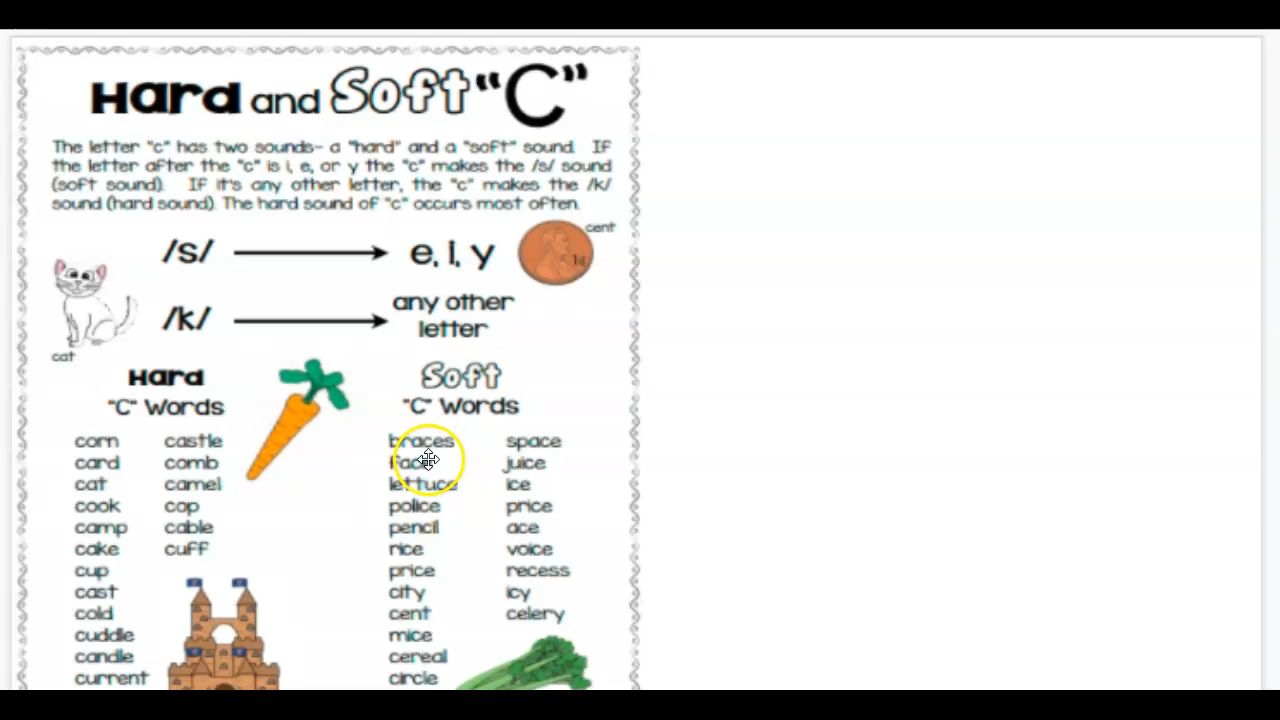 Hard and Soft "C"
The letter "c" has two sounds- a "hard" and a "soft" sound. If
the letter after the "c" is i, e, or y the "c" makes the /s/ sound
(soft sound). If it's any other letter, the "c" makes the /k/
sound (hard sound). The hard sound of "c" occurs most often.
cent
/s/ e, i, y
/k/ any other
letter
cat
Hard
"C" Words
corn castle
card comb
cat camel
cook cop
camp cable
cake cuff
cup
cast
cold
cuddle
candle
current
Soft
"C" Words
braces space
face juice
lettuce ice
police price
pencil ace
rice voice
price recess
city icy
cent celery
mice
cereal
circle